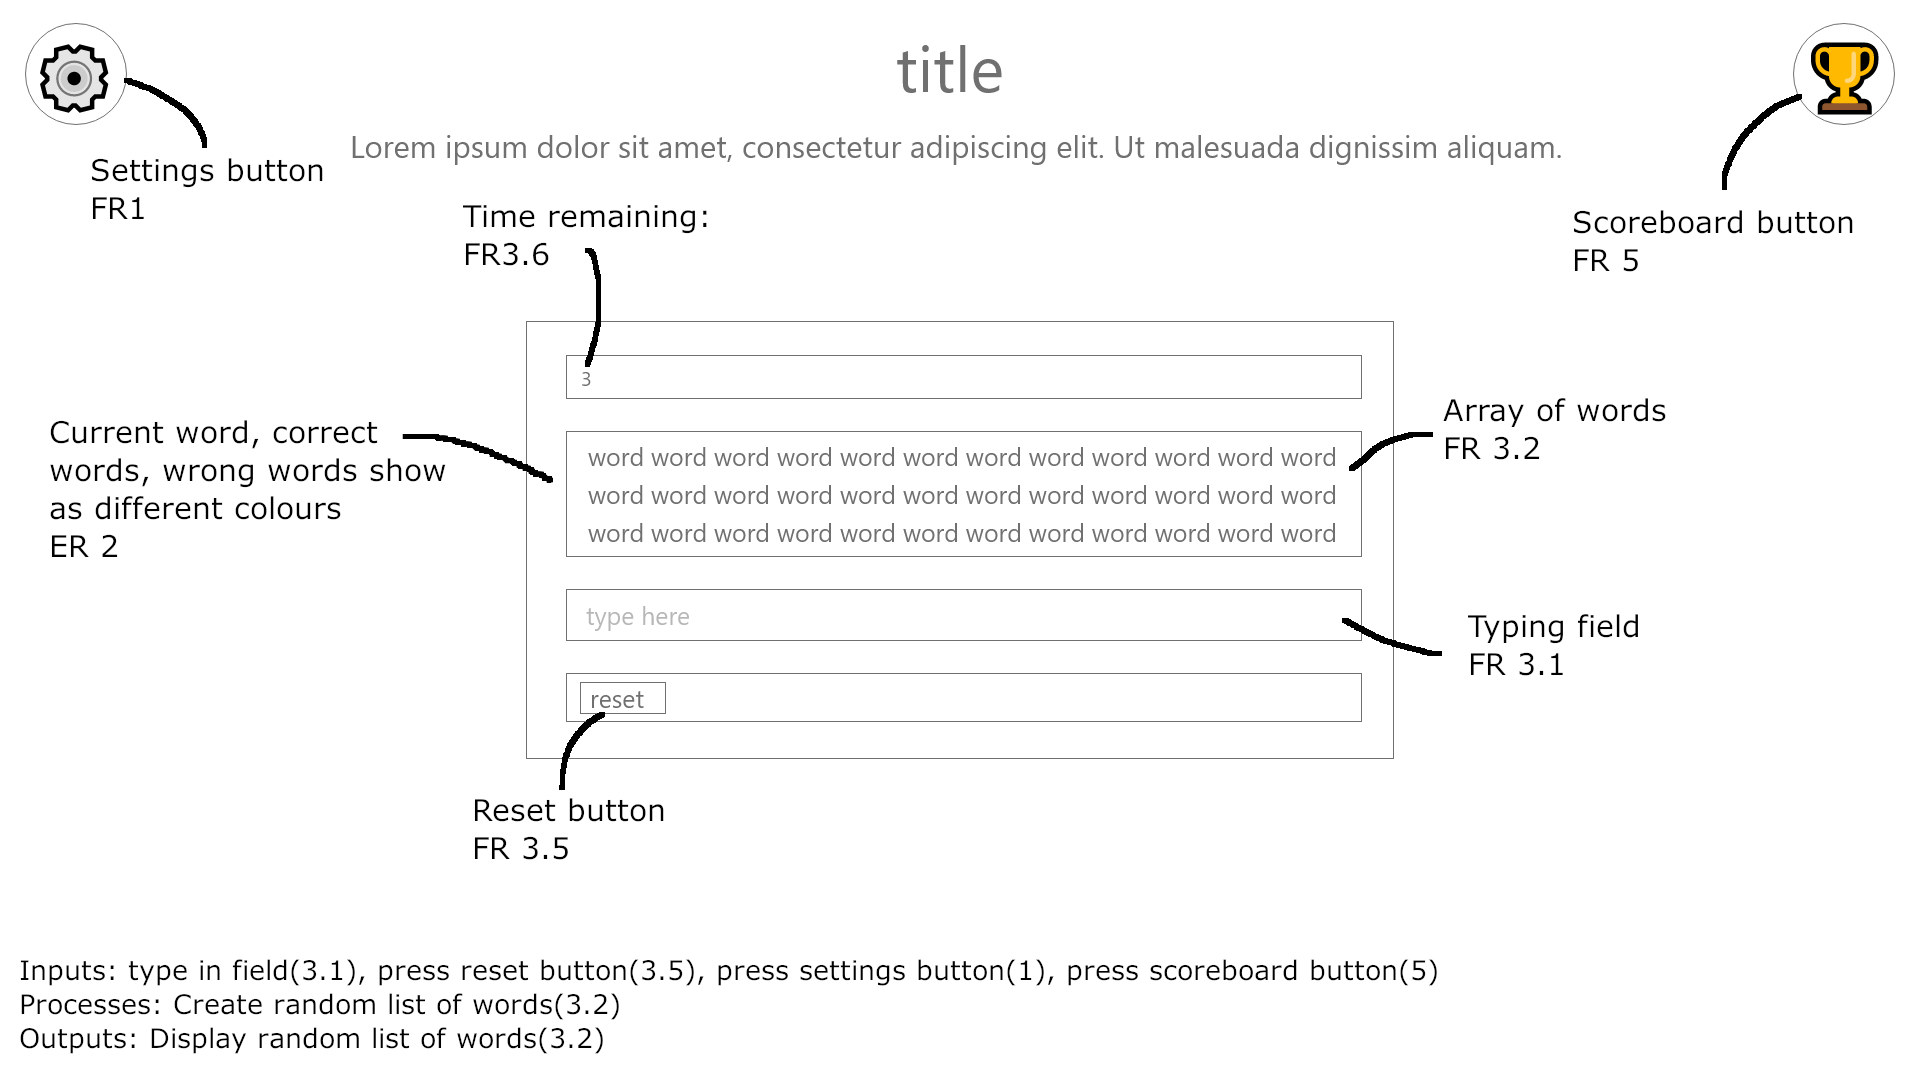 title
Lorem ipsum dolor sit amet, consectetur adipiscing elit. Ut malesuada dignissim aliquam.
Settings button
FR1
Time remaining:
FR3.6
Scoreboard button
FR 5
3
Current word, correct
words, wrong words show
as different colours
ER 2
word word word word word word word word word word word word
word word word word word word word word word word word word
word word word word word word word word word word word word
Array of words
FR 3.2
type here
Typing field
FR 3.1
reset
Reset button
FR 3.5
Inputs: type in field(3.1), press reset button(3.5), press settings button(1), press scoreboard button(5)
Processes: Create random list of words(3.2)
Outputs: Display random list of words(3.2)